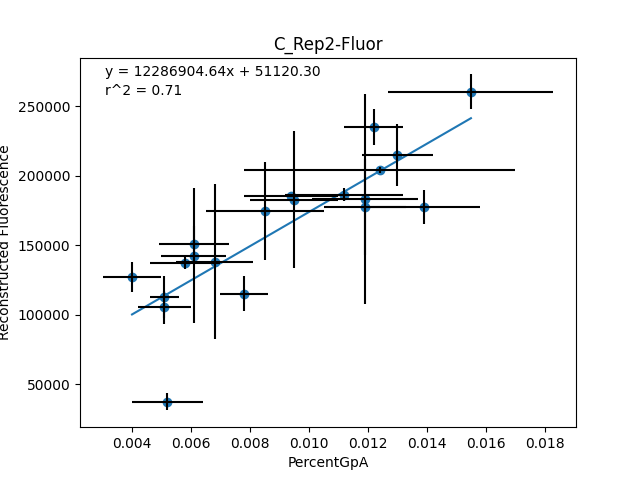 C_Rep2-Fluor
y = 12286904.64x + 51120.30
r^2 = 0.71
250000
200000
150000
100000
50000
Reconstructed Fluorescence
0.004 0.006 0.008 0.010 0.012 0.014 0.016 0.018
PercentGpA